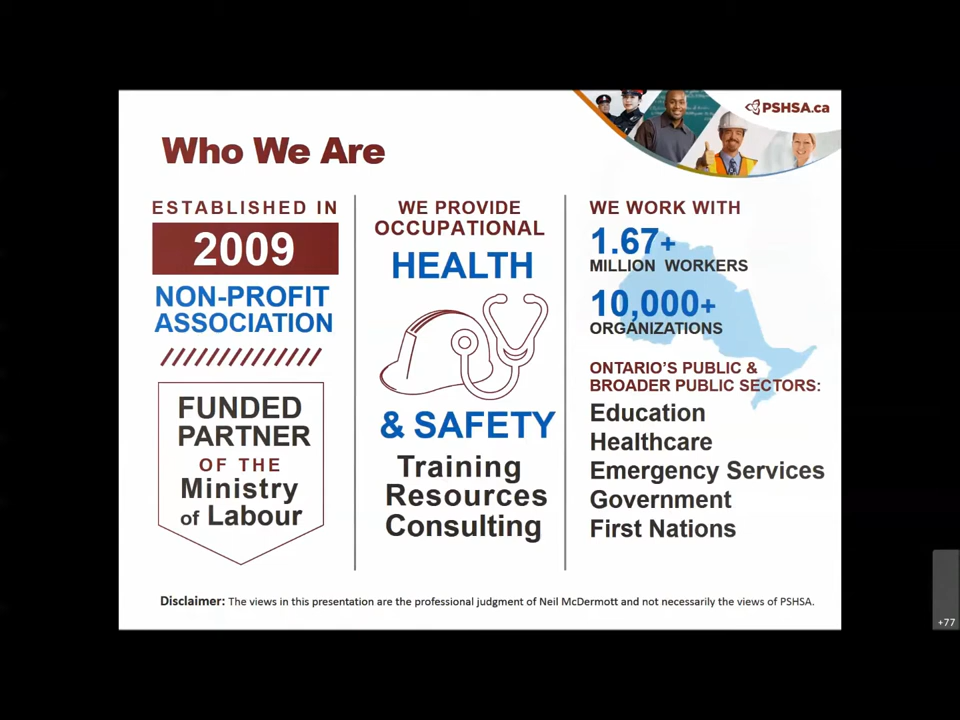 PSHSA.ca
Who We Are
ESTABLISHED IN
2009
NON-PROFIT
ASSOCIATION
FUNDED
PARTNER
OF THE
Ministry
of Labour
WE PROVIDE
OCCUPATIONAL
HEALTH
& SAFETY
Training
Resources
Consulting
WE WORK WITH
1.67+
MILLION WORKERS
10,000+
ORGANIZATIONS
ONTARIO'S PUBLIC &
BROADER PUBLIC SECTORS:
Education
Healthcare
Emergency Services
Government
First Nations
Disclaimer: The views in this presentation are the professional judgment of Neil McDermott and not necessarily the views of PSHSA.
+77